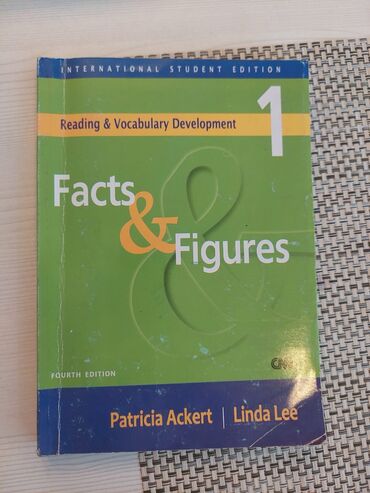 INTERNATIONAL STUDENT EDITION
Reading & Vocabulary Development
1
Facts
&
Figures
FOURTH EDITION
Patricia Ackert | Linda Lee